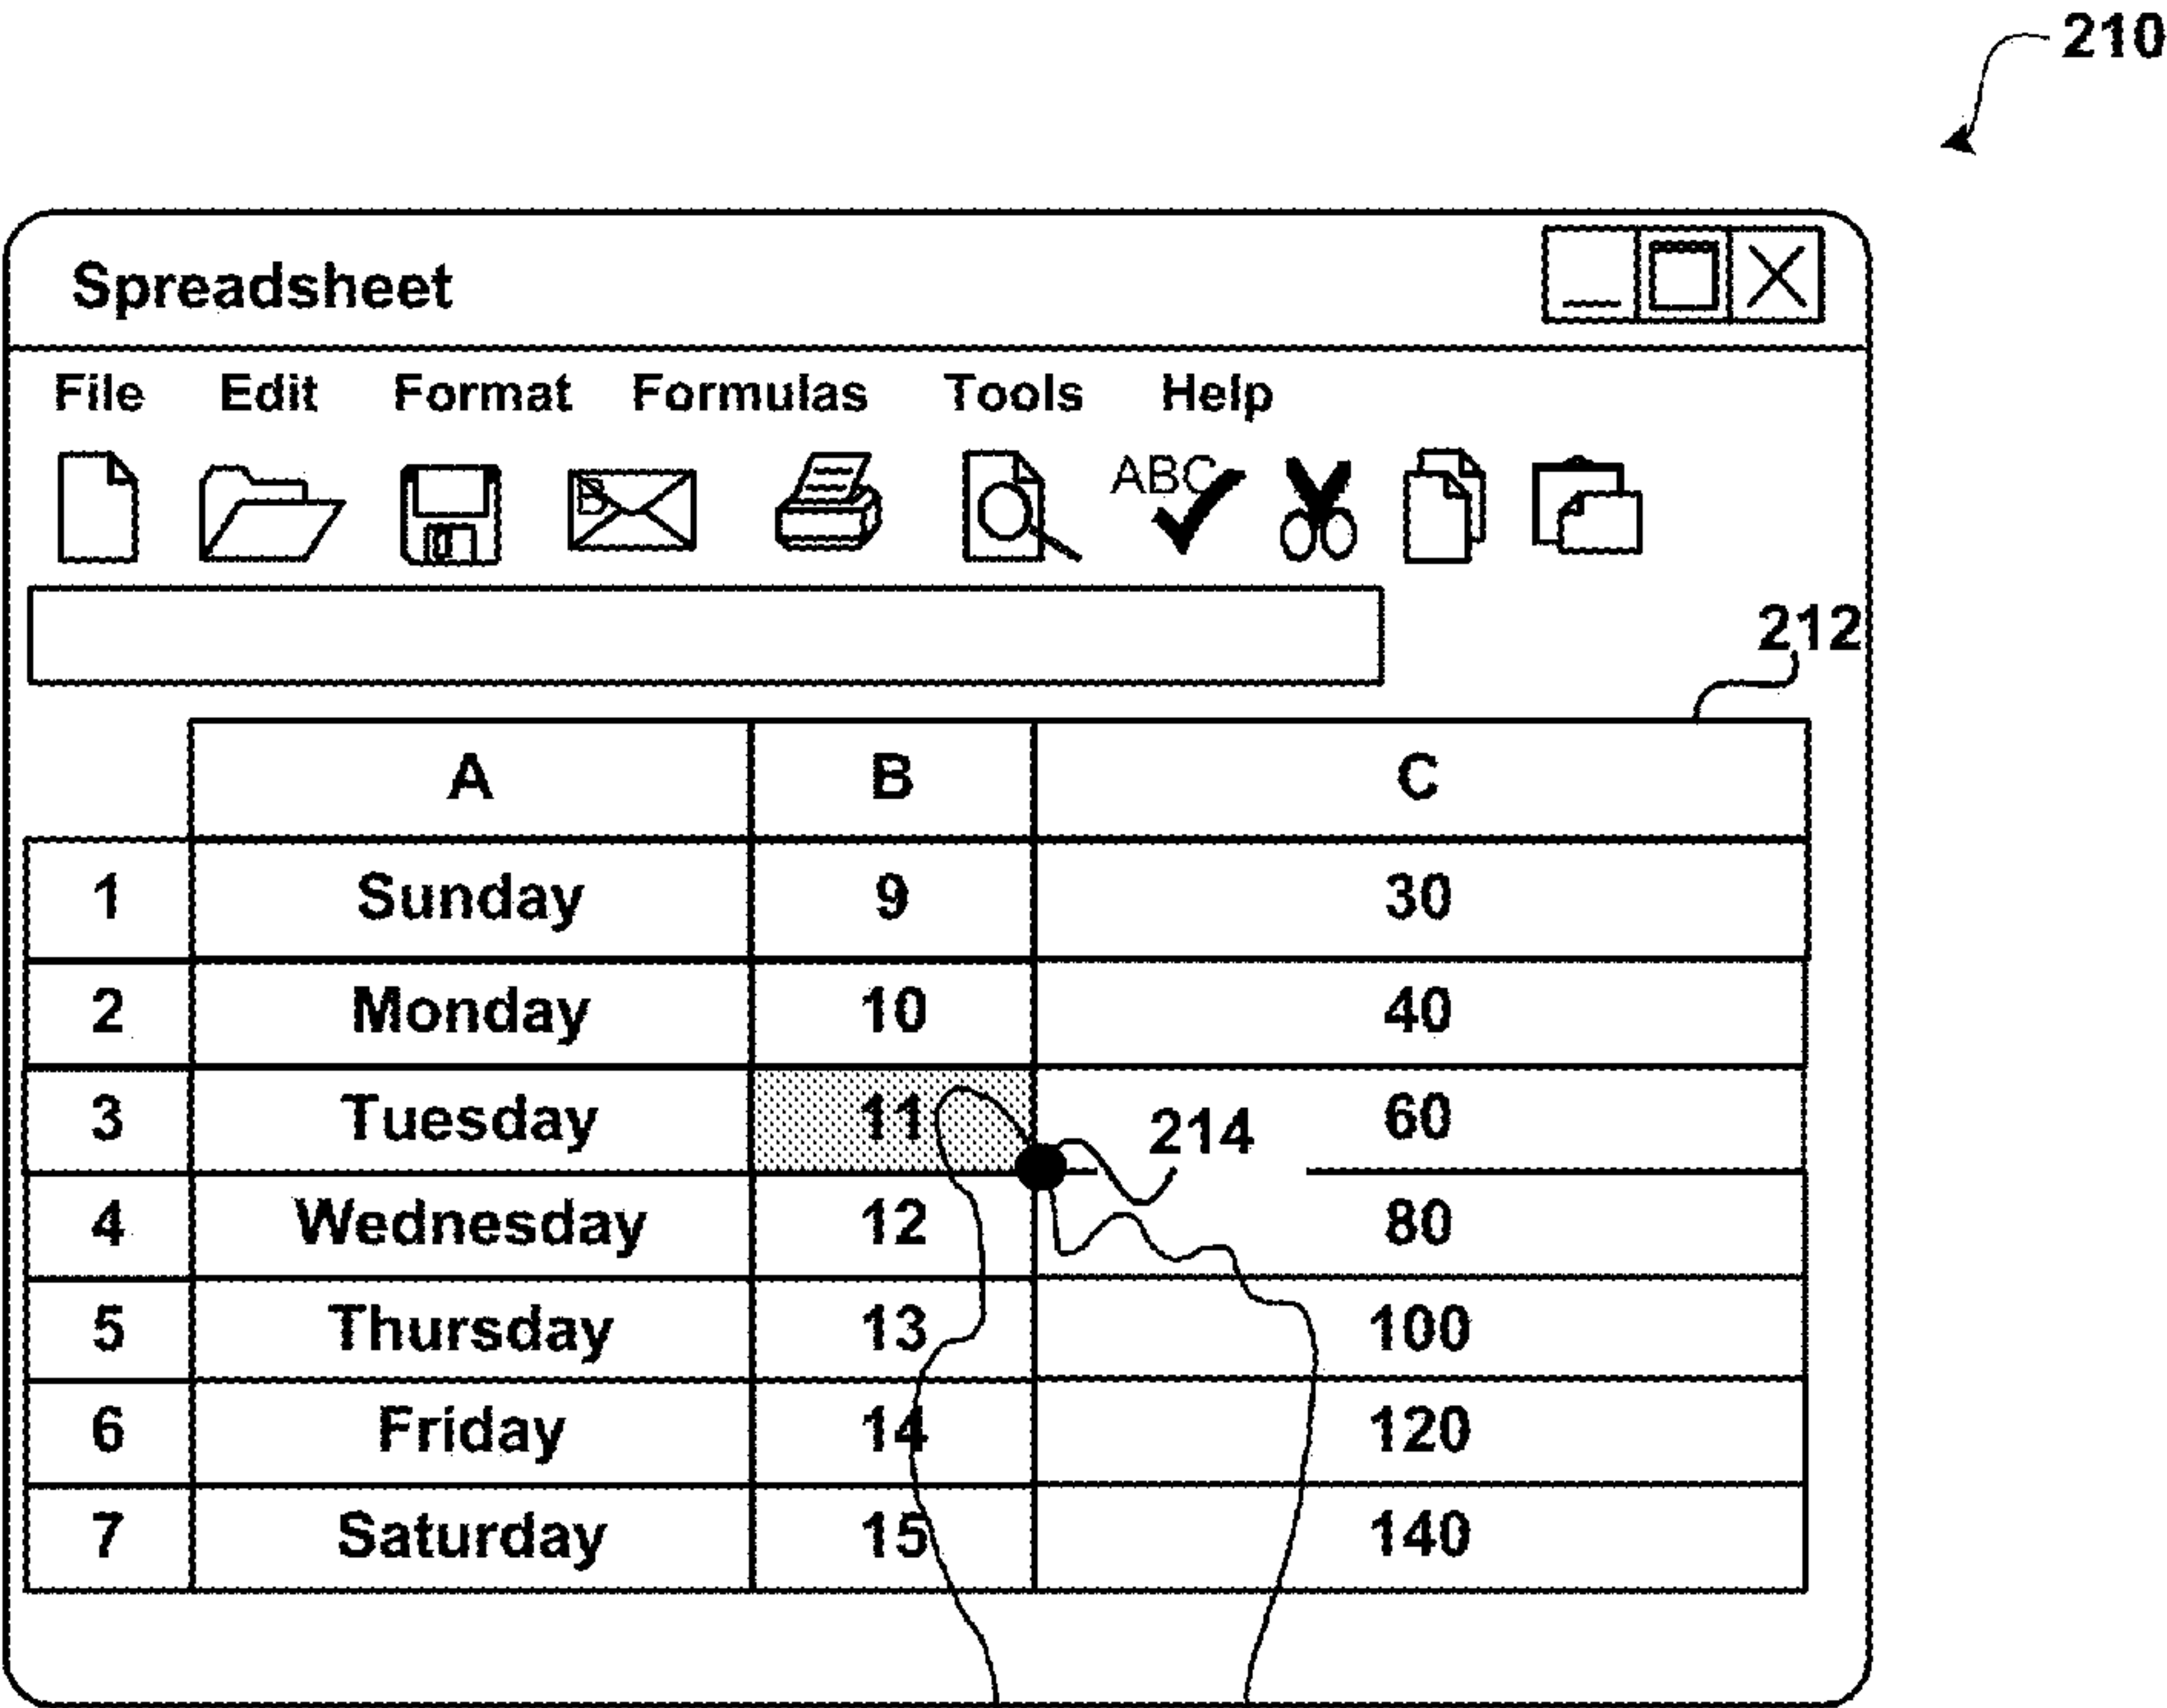 210
Spreadsheet
File Edit Format Formulas Tools Help
ABC
B
212
A B C
1 Sunday 9 30
2 Monday 10 40
3 Tuesday 11 214 60
4 Wednesday 12 80
5 Thursday 13 100
6 Friday 14 120
7 Saturday 15 140